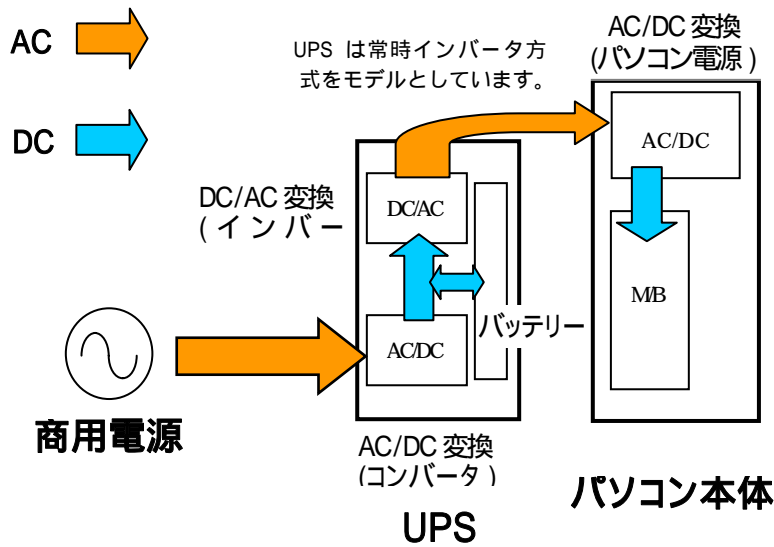 AC
DC
UPS は常時インバータ方
式をモデルとしています。
AC/DC 変換
(パソコン電源)
AC/DC
M/B
DC/AC 変換
(インバー
DC/AC
バッテリー
AC/DC
商用電源
AC/DC 変換
(コンバータ)
UPS
パソコン本体